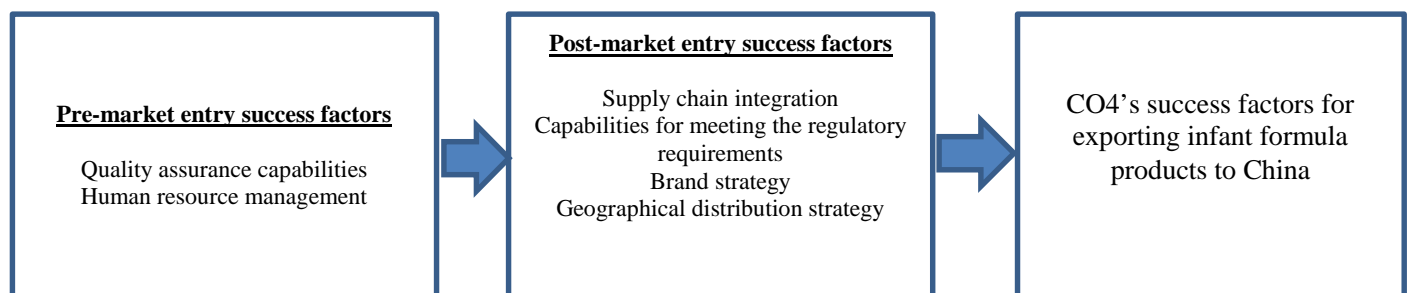 Pre-market entry success factors
Quality assurance capabilities
Human resource management
Post-market entry success factors
Supply chain integration
Capabilities for meeting the regulatory
requirements
Brand strategy
Geographical distribution strategy
CO4’s success factors for
exporting infant formula
products to China